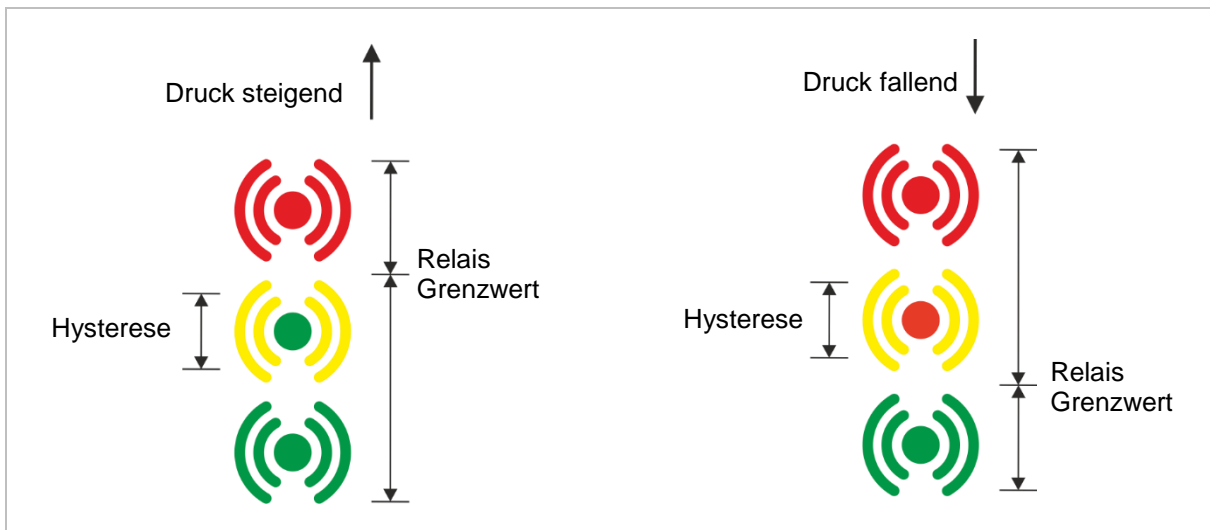 Druck steigend
Relais
Grenzwert
Hysterese
Druck fallend
Hysterese
Relais
Grenzwert